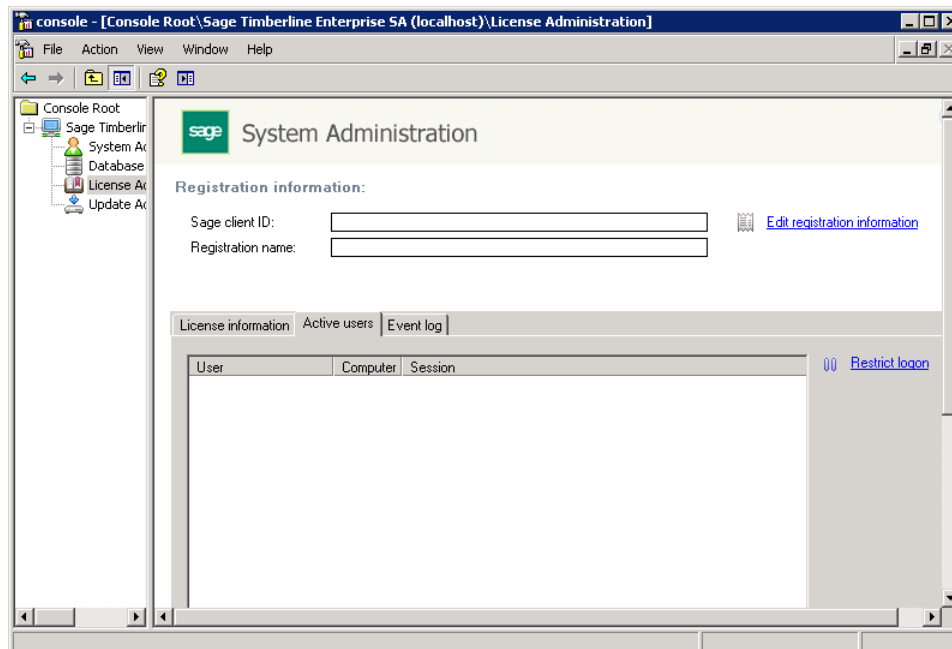 console - [Console Root\Sage Timberline Enterprise SA (localhost)\License Administration]
File Action View Window Help
Console Root
Sage Timberlir
System Ac
Database
License Ac
Update Ac
sage System Administration
Registration information:
Sage client ID:
Edit registration information
Registration name:
License information Active users Event log
User Computer Session
Restrict logon